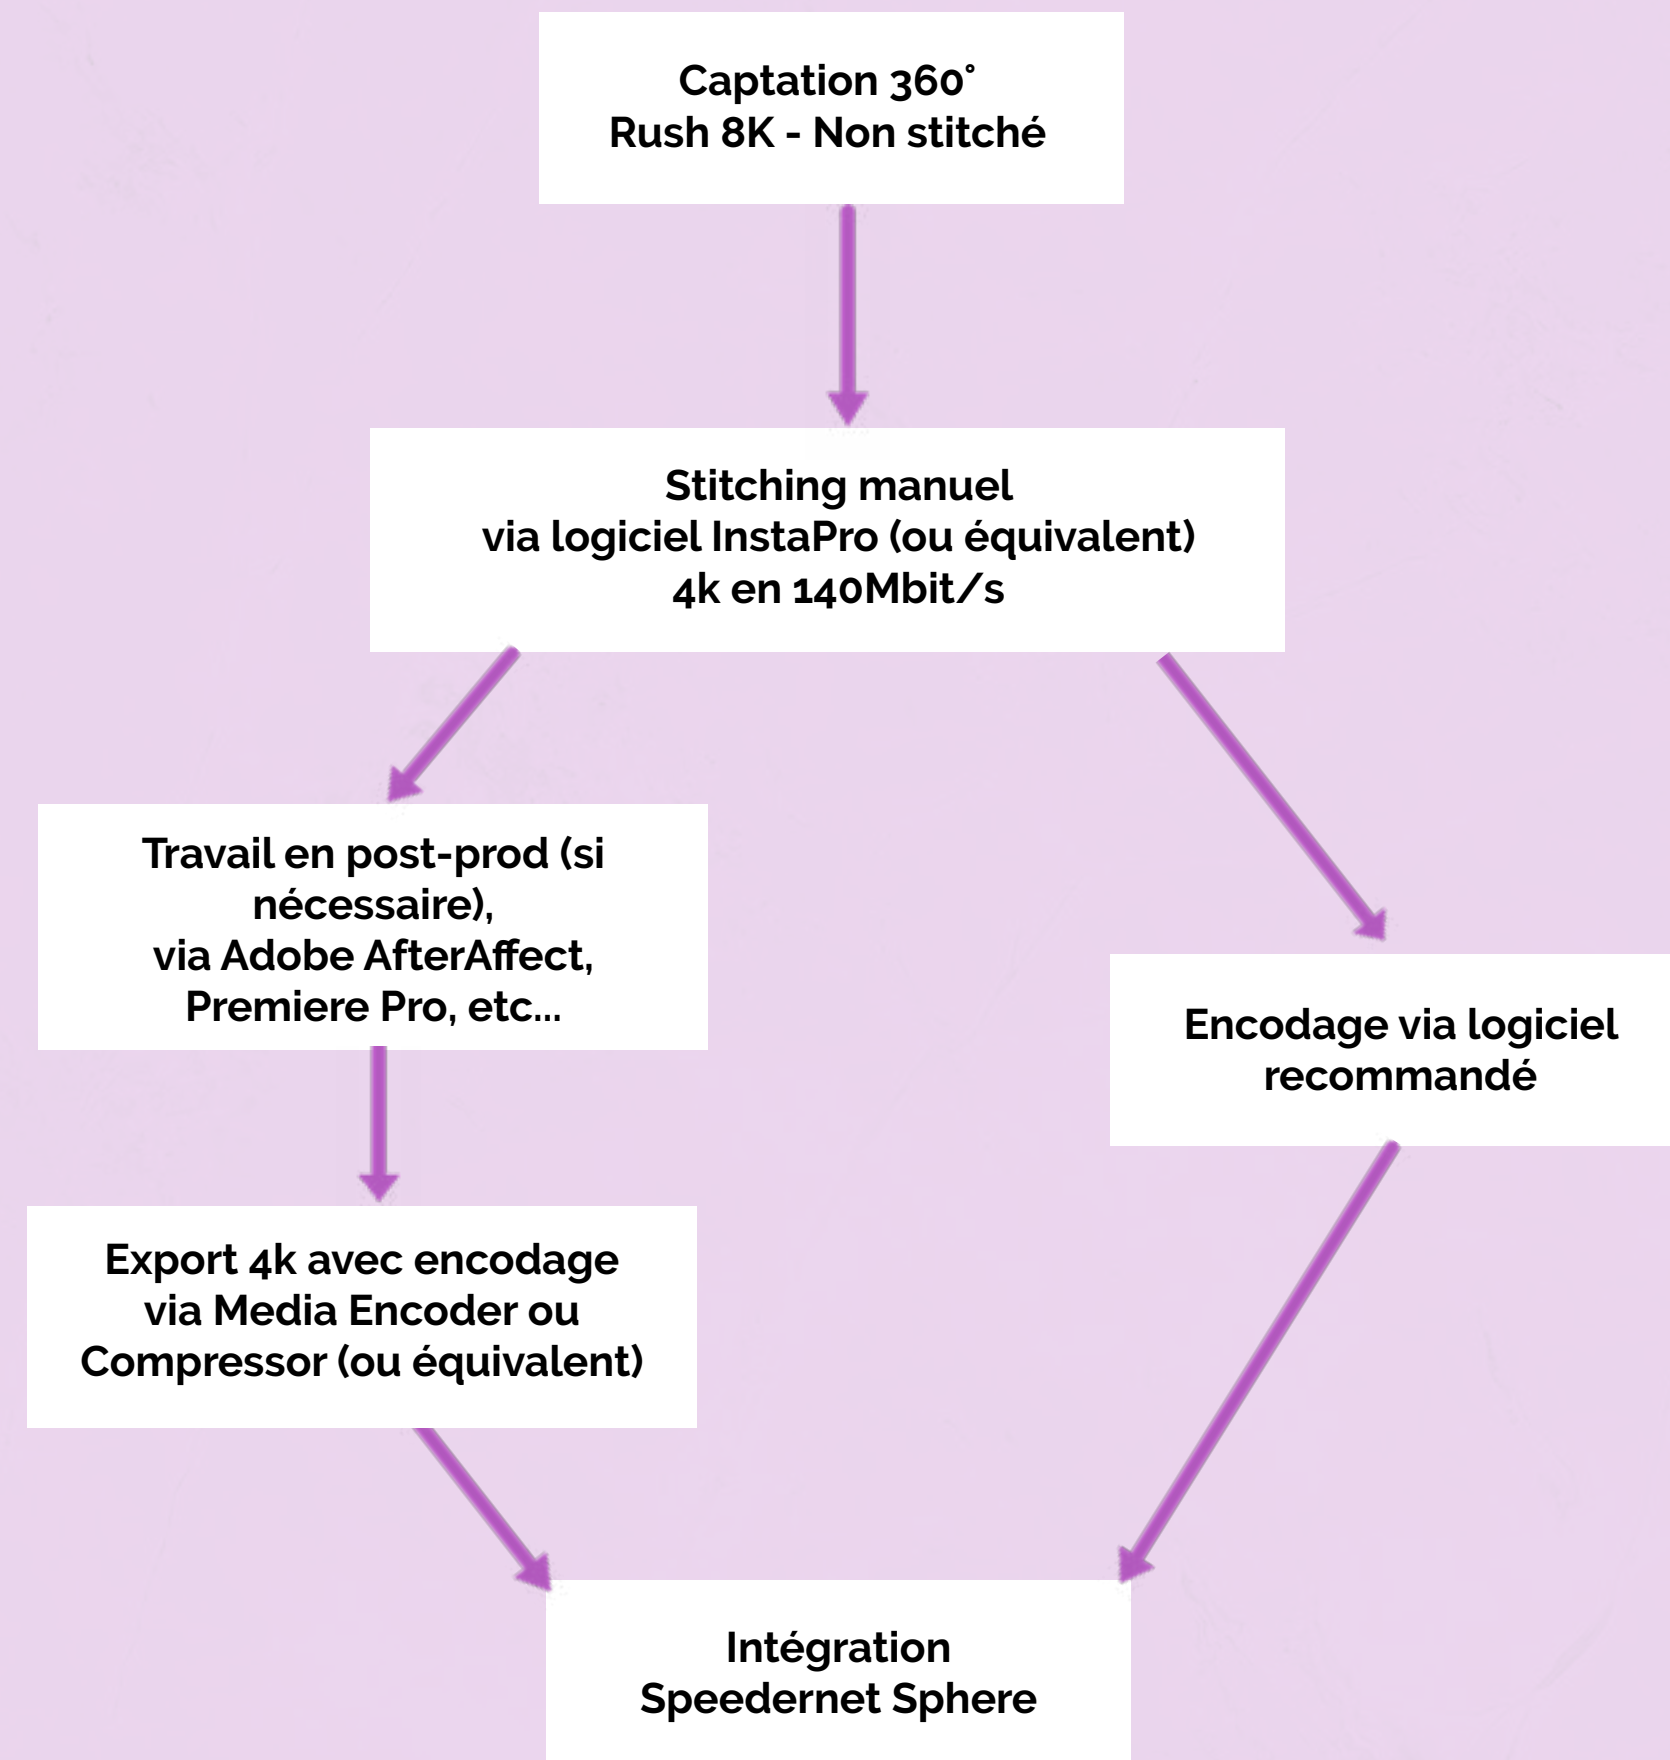 Captation 360°
Rush 8K - Non stitché
Stitching manuel
via logiciel InstaPro (ou équivalent)
4k en 140Mbit/s
Travail en post-prod (si
nécessaire),
via Adobe AfterAffect,
Premiere Pro, etc...
Encodage via logiciel
recommandé
Export 4k avec encodage
via Media Encoder ou
Compressor (ou équivalent)
Intégration
Speedernet Sphere